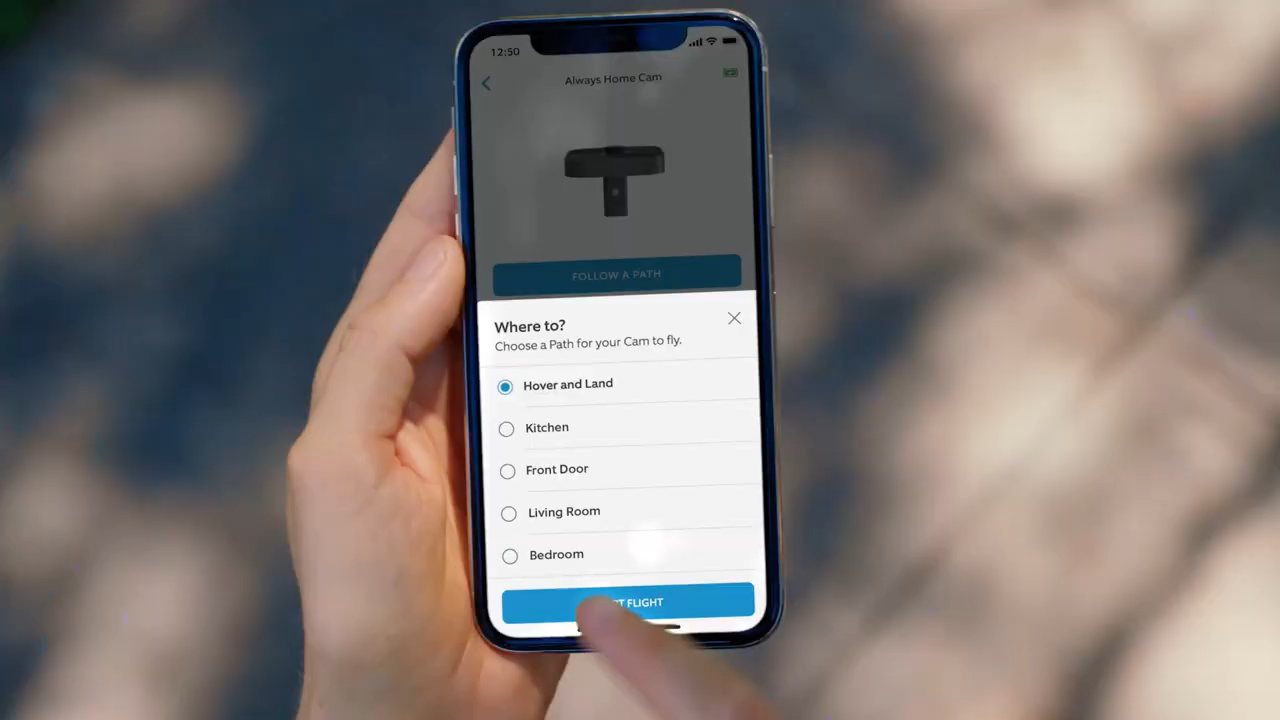 12:50
Always Home Cam
FOLLOW A PATH
Where to?
Choose a Path for your Cam to fly.
Hover and Land
Kitchen
Front Door
Living Room
Bedroom
FLIGHT